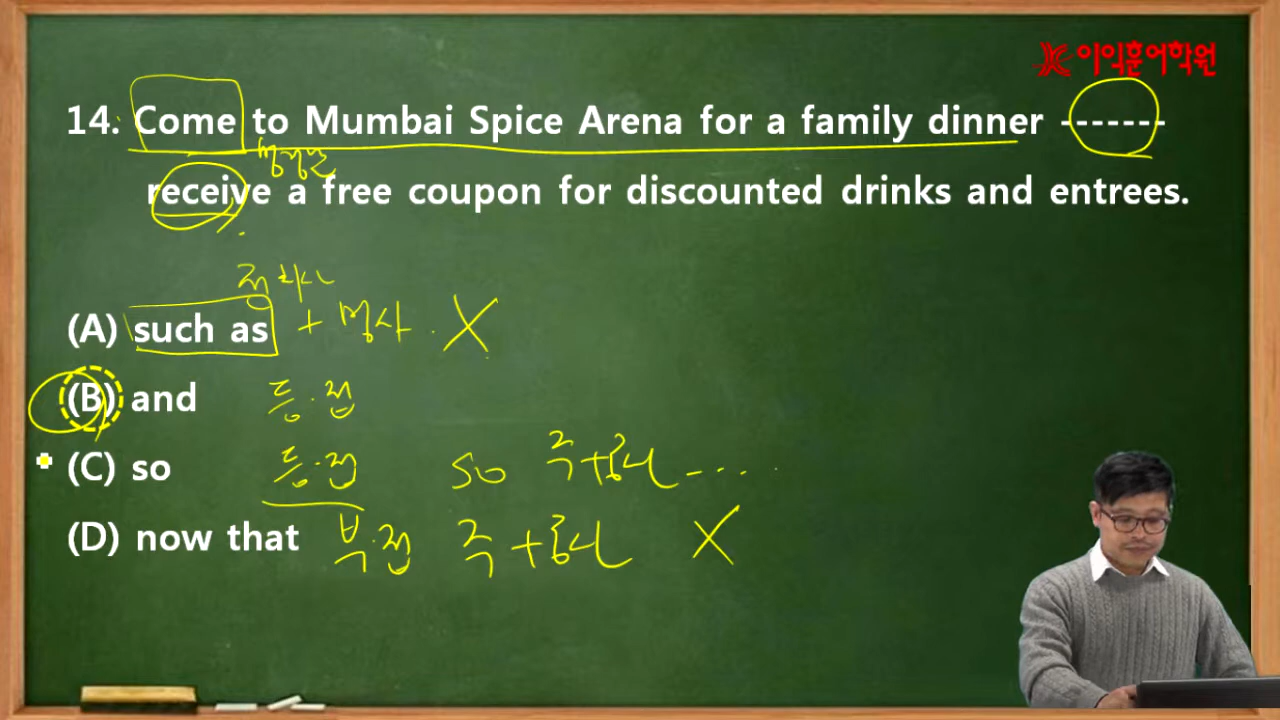 이익훈어학원
14. Come to Mumbai Spice Arena for a family dinner ------
명령문
receive a free coupon for discounted drinks and entrees.
전치사
(A) such as + 명사 X
(B) and 등.접
(C) so 등.접 so 주+동사 ....
(D) now that 부.접 주+동사 X